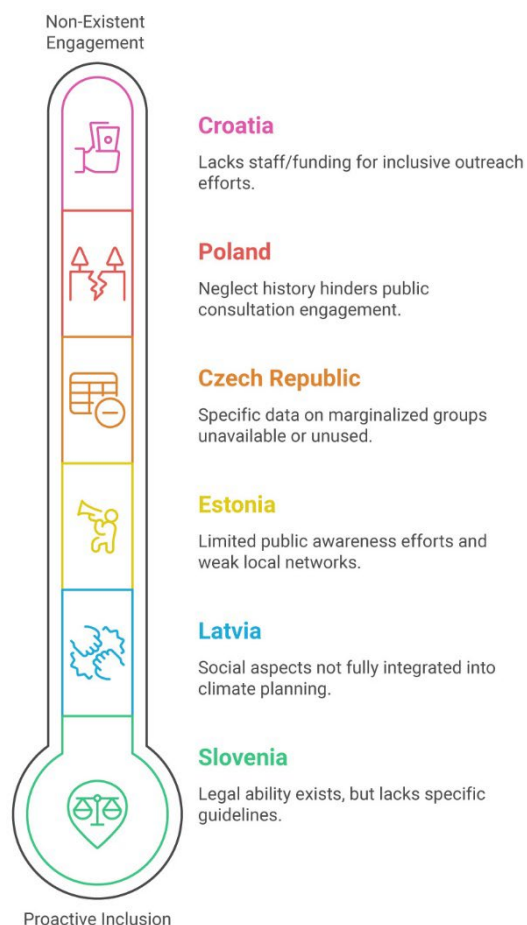 Non-Existent
Engagement
Croatia
Lacks staff/funding for inclusive outreach
efforts.
Poland
Neglect history hinders public
consultation engagement.
Czech Republic
Specific data on marginalized groups
unavailable or unused.
Estonia
Limited public awareness efforts and
weak local networks.
Latvia
Social aspects not fully integrated into
climate planning.
Slovenia
Legal ability exists, but lacks specific
guidelines.
Proactive Inclusion